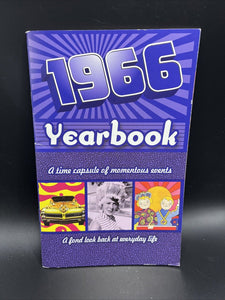 1966
Yearbook
A time capsule of momentous events
A fond look back at everyday life